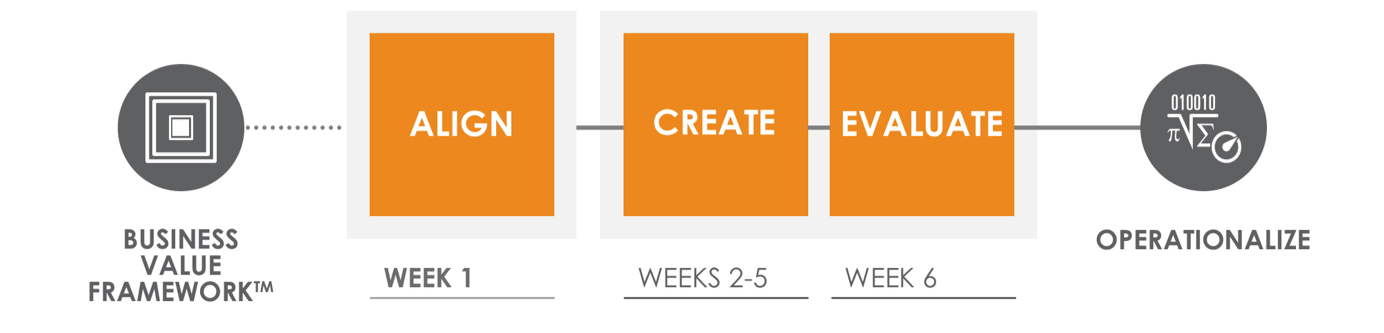 ALIGN
CREATE
EVALUATE
010010
π√Σ
BUSINESS
VALUE
FRAMEWORK™
WEEK 1
WEEKS 2-5
WEEK 6
OPERATIONALIZE